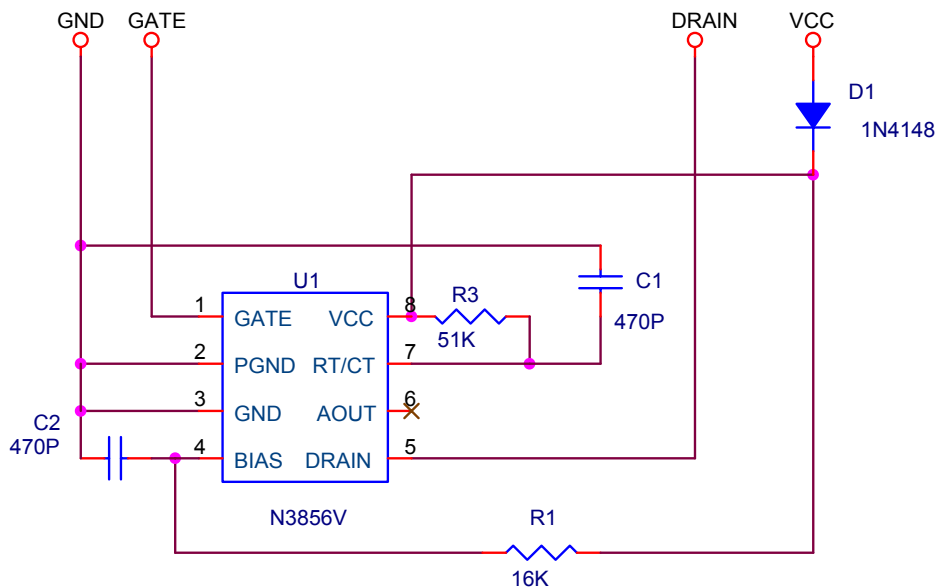 GND GATE DRAIN VCC
D1
1N4148
U1
C1
470P
R3
51K
1 GATE VCC 8
2 PGND RT/CT 7
3 GND AOUT 6
4 BIAS DRAIN 5
C2
470P
N3856V
R1
16K